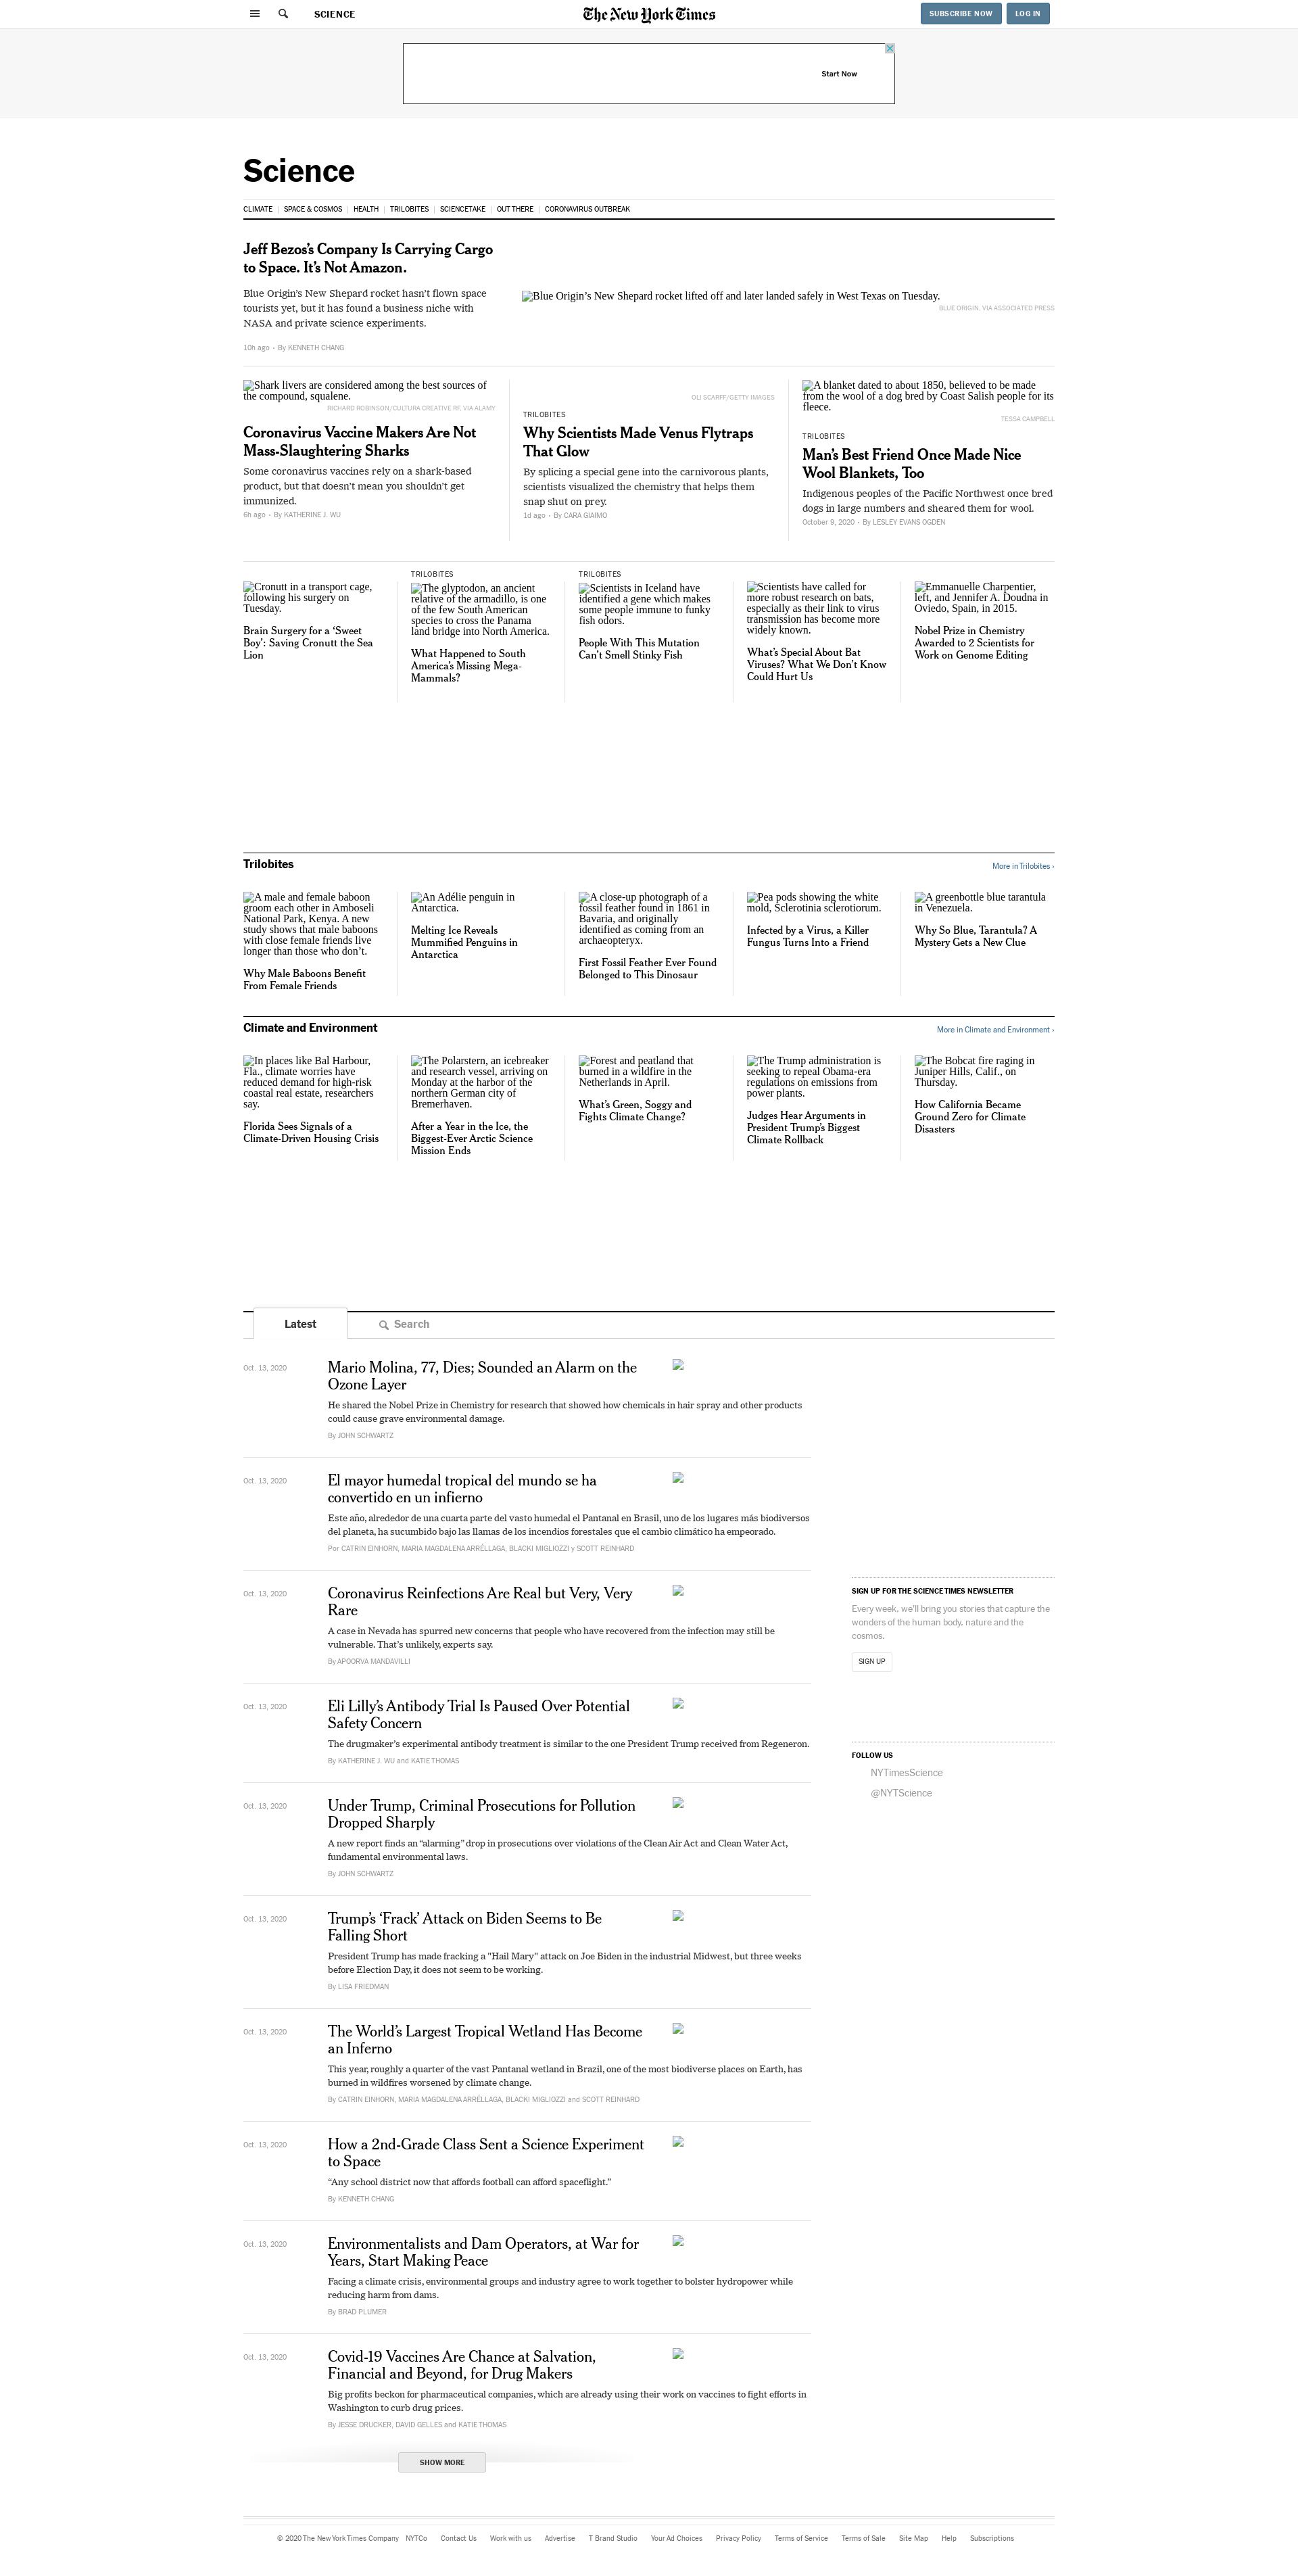 SCIENCE
The New York Times
SUBSCRIBE NOW
LOG IN
Start Now
Science
CLIMATE
SPACE & COSMOS
HEALTH
TRILOBITES
SCIENCETAKE
OUT THERE
CORONAVIRUS OUTBREAK
Jeff Bezos’s Company Is Carrying Cargo
to Space. It’s Not Amazon.
Blue Origin’s New Shepard rocket hasn’t flown space
tourists yet, but it has found a business niche with
NASA and private science experiments.
10h ago • By KENNETH CHANG
Blue Origin’s New Shepard rocket lifted off and later landed safely in West Texas on Tuesday.
BLUE ORIGIN, VIA ASSOCIATED PRESS
Shark livers are considered among the best sources of
the compound, squalene.
RICHARD ROBINSON/CULTURA CREATIVE RF, VIA ALAMY
Coronavirus Vaccine Makers Are Not
Mass-Slaughtering Sharks
Some coronavirus vaccines rely on a shark-based
product, but that doesn’t mean you shouldn’t get
immunized.
6h ago • By KATHERINE J. WU
OLI SCARFF/GETTY IMAGES
TRILOBITES
Why Scientists Made Venus Flytraps
That Glow
By splicing a special gene into the carnivorous plants,
scientists visualized the chemistry that helps them
snap shut on prey.
1d ago • By CARA GIAIMO
A blanket dated to about 1850, believed to be made
from the wool of a dog bred by Coast Salish people for its
fleece.
TESSA CAMPBELL
TRILOBITES
Man’s Best Friend Once Made Nice
Wool Blankets, Too
Indigenous peoples of the Pacific Northwest once bred
dogs in large numbers and sheared them for wool.
October 9, 2020 • By LESLEY EVANS OGDEN
Cronutt in a transport cage,
following his surgery on
Tuesday.
Brain Surgery for a ‘Sweet
Boy’: Saving Cronutt the Sea
Lion
TRILOBITES
The glyptodon, an ancient
relative of the armadillo, is one
of the few South American
species to cross the Panama
land bridge into North America.
What Happened to South
America’s Missing Mega-
Mammals?
TRILOBITES
Scientists in Iceland have
identified a gene which makes
some people immune to funky
fish odors.
People With This Mutation
Can’t Smell Stinky Fish
Scientists have called for
more robust research on bats,
especially as their link to virus
transmission has become more
widely known.
What’s Special About Bat
Viruses? What We Don’t Know
Could Hurt Us
Emmanuelle Charpentier,
left, and Jennifer A. Doudna in
Oviedo, Spain, in 2015.
Nobel Prize in Chemistry
Awarded to 2 Scientists for
Work on Genome Editing
Trilobites
More in Trilobites ›
A male and female baboon
groom each other in Amboseli
National Park, Kenya. A new
study shows that male baboons
with close female friends live
longer than those who don’t.
Why Male Baboons Benefit
From Female Friends
An Adélie penguin in
Antarctica.
Melting Ice Reveals
Mummified Penguins in
Antarctica
A close-up photograph of a
fossil feather found in 1861 in
Bavaria, and originally
identified as coming from an
archaeopteryx.
First Fossil Feather Ever Found
Belonged to This Dinosaur
Pea pods showing the white
mold, Sclerotinia sclerotiorum.
Infected by a Virus, a Killer
Fungus Turns Into a Friend
A greenbottle blue tarantula
in Venezuela.
Why So Blue, Tarantula? A
Mystery Gets a New Clue
Climate and Environment
More in Climate and Environment ›
In places like Bal Harbour,
Fla., climate worries have
reduced demand for high-risk
coastal real estate, researchers
say.
Florida Sees Signals of a
Climate-Driven Housing Crisis
The Polarstern, an icebreaker
and research vessel, arriving on
Monday at the harbor of the
northern German city of
Bremerhaven.
After a Year in the Ice, the
Biggest-Ever Arctic Science
Mission Ends
Forest and peatland that
burned in a wildfire in the
Netherlands in April.
What’s Green, Soggy and
Fights Climate Change?
The Trump administration is
seeking to repeal Obama-era
regulations on emissions from
power plants.
Judges Hear Arguments in
President Trump’s Biggest
Climate Rollback
The Bobcat fire raging in
Juniper Hills, Calif., on
Thursday.
How California Became
Ground Zero for Climate
Disasters
Latest
Search
Oct. 13, 2020
Mario Molina, 77, Dies; Sounded an Alarm on the
Ozone Layer
He shared the Nobel Prize in Chemistry for research that showed how chemicals in hair spray and other products
could cause grave environmental damage.
By JOHN SCHWARTZ
Oct. 13, 2020
El mayor humedal tropical del mundo se ha
convertido en un infierno
Este año, alrededor de una cuarta parte del vasto humedal el Pantanal en Brasil, uno de los lugares más biodiversos
del planeta, ha sucumbido bajo las llamas de los incendios forestales que el cambio climático ha empeorado.
Por CATRIN EINHORN, MARIA MAGDALENA ARRÉLLAGA, BLACKI MIGLIOZZI y SCOTT REINHARD
Oct. 13, 2020
Coronavirus Reinfections Are Real but Very, Very
Rare
A case in Nevada has spurred new concerns that people who have recovered from the infection may still be
vulnerable. That’s unlikely, experts say.
By APOORVA MANDAVILLI
Oct. 13, 2020
Eli Lilly’s Antibody Trial Is Paused Over Potential
Safety Concern
The drugmaker’s experimental antibody treatment is similar to the one President Trump received from Regeneron.
By KATHERINE J. WU and KATIE THOMAS
Oct. 13, 2020
Under Trump, Criminal Prosecutions for Pollution
Dropped Sharply
A new report finds an “alarming” drop in prosecutions over violations of the Clean Air Act and Clean Water Act,
fundamental environmental laws.
By JOHN SCHWARTZ
Oct. 13, 2020
Trump’s ‘Frack’ Attack on Biden Seems to Be
Falling Short
President Trump has made fracking a "Hail Mary” attack on Joe Biden in the industrial Midwest, but three weeks
before Election Day, it does not seem to be working.
By LISA FRIEDMAN
Oct. 13, 2020
The World’s Largest Tropical Wetland Has Become
an Inferno
This year, roughly a quarter of the vast Pantanal wetland in Brazil, one of the most biodiverse places on Earth, has
burned in wildfires worsened by climate change.
By CATRIN EINHORN, MARIA MAGDALENA ARRÉLLAGA, BLACKI MIGLIOZZI and SCOTT REINHARD
Oct. 13, 2020
How a 2nd-Grade Class Sent a Science Experiment
to Space
“Any school district now that affords football can afford spaceflight.”
By KENNETH CHANG
Oct. 13, 2020
Environmentalists and Dam Operators, at War for
Years, Start Making Peace
Facing a climate crisis, environmental groups and industry agree to work together to bolster hydropower while
reducing harm from dams.
By BRAD PLUMER
Oct. 13, 2020
Covid-19 Vaccines Are Chance at Salvation,
Financial and Beyond, for Drug Makers
Big profits beckon for pharmaceutical companies, which are already using their work on vaccines to fight efforts in
Washington to curb drug prices.
By JESSE DRUCKER, DAVID GELLES and KATIE THOMAS
SHOW MORE
SIGN UP FOR THE SCIENCE TIMES NEWSLETTER
Every week, we’ll bring you stories that capture the
wonders of the human body, nature and the
cosmos.
SIGN UP
FOLLOW US
NYTimesScience
@NYTScience
© 2020 The New York Times Company
NYTCo
Contact Us
Work with us
Advertise
T Brand Studio
Your Ad Choices
Privacy Policy
Terms of Service
Terms of Sale
Site Map
Help
Subscriptions